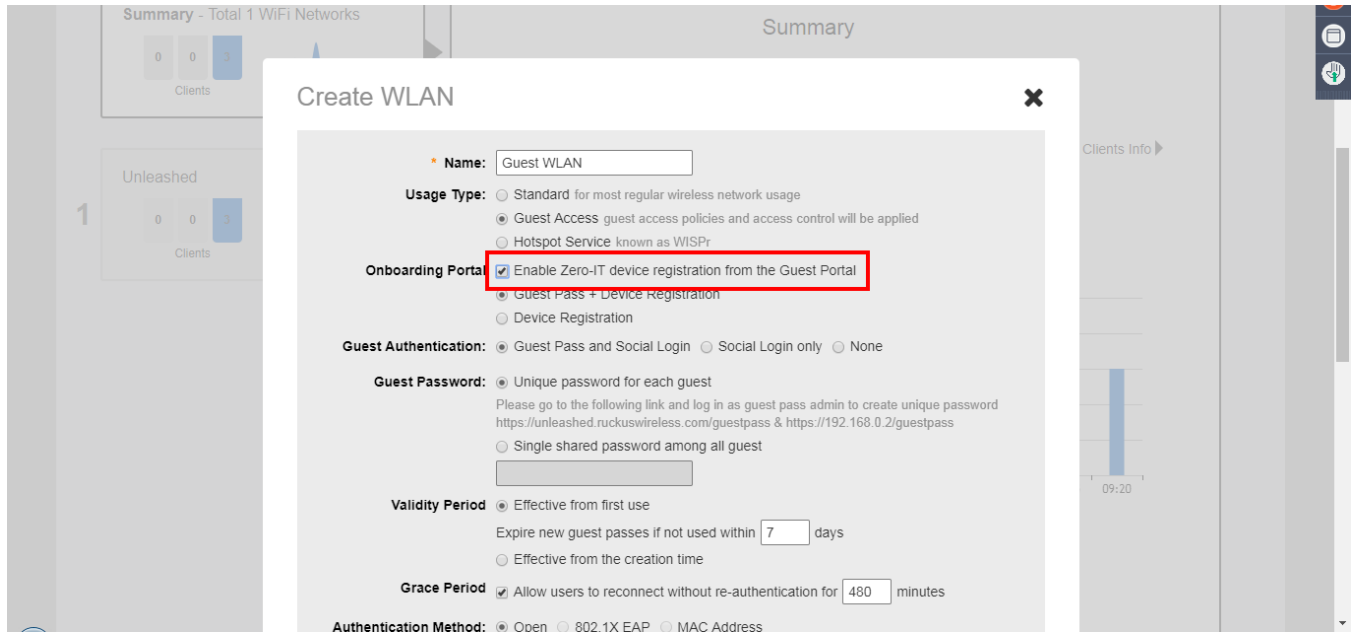 Summary - Total 1 WiFi Networks
Summary
0 0 3
Clients
Create WLAN
Clients Info
* Name: Guest WLAN
Unleashed
Usage Type: Standard for most regular wireless network usage
1
0 0 3
Guest Access guest access policies and access control will be applied
Clients
Hotspot Service known as WISPr
Onboarding Portal Enable Zero-IT device registration from the Guest Portal
Guest Pass + Device Registration
Device Registration
Guest Authentication: Guest Pass and Social Login Social Login only None
Guest Password: Unique password for each guest
Please go to the following link and log in as guest pass admin to create unique password
https://unleashed.ruckuswireless.com/guestpass & https://192.168.0.2/guestpass
Single shared password among all guest
09:20
Validity Period Effective from first use
Expire new guest passes if not used within 7 days
Effective from the creation time
Grace Period Allow users to reconnect without re-authentication for 480 minutes
Authentication Method: Open 802.1X EAP MAC Address